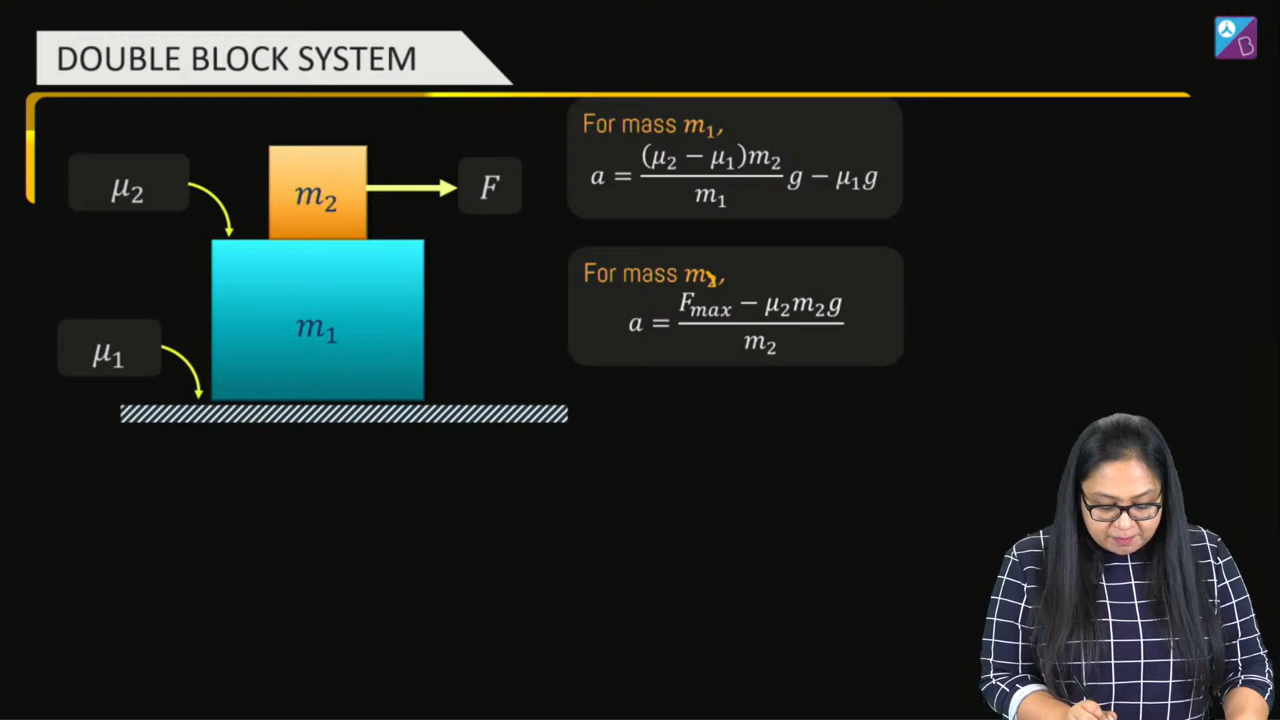 DOUBLE BLOCK SYSTEM
B
μ₂
m₂
F
m₁
μ₁
For mass m₁,
a = (μ₂ − μ₁)m₂ / m₁ g − μ₁g
For mass m₂,
a = (Fₘₐₓ − μ₂m₂g) / m₂